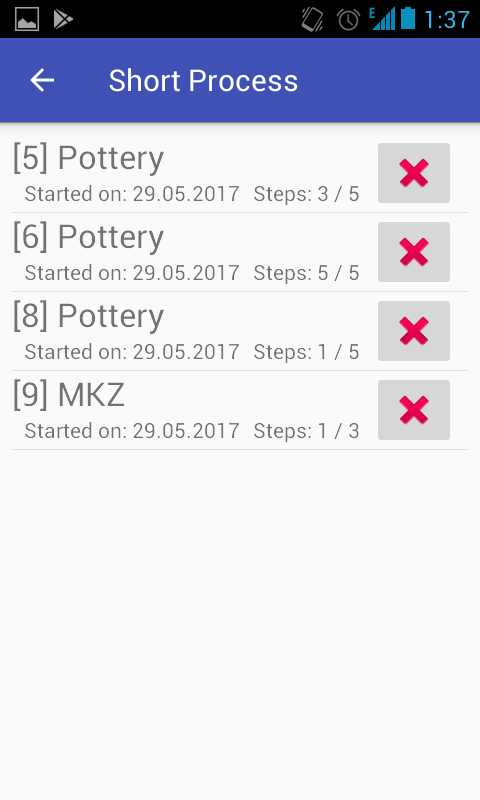 E 1:37
Short Process
[5] Pottery
Started on: 29.05.2017 Steps: 3 / 5
[6] Pottery
Started on: 29.05.2017 Steps: 5 / 5
[8] Pottery
Started on: 29.05.2017 Steps: 1 / 5
[9] MKZ
Started on: 29.05.2017 Steps: 1 / 3